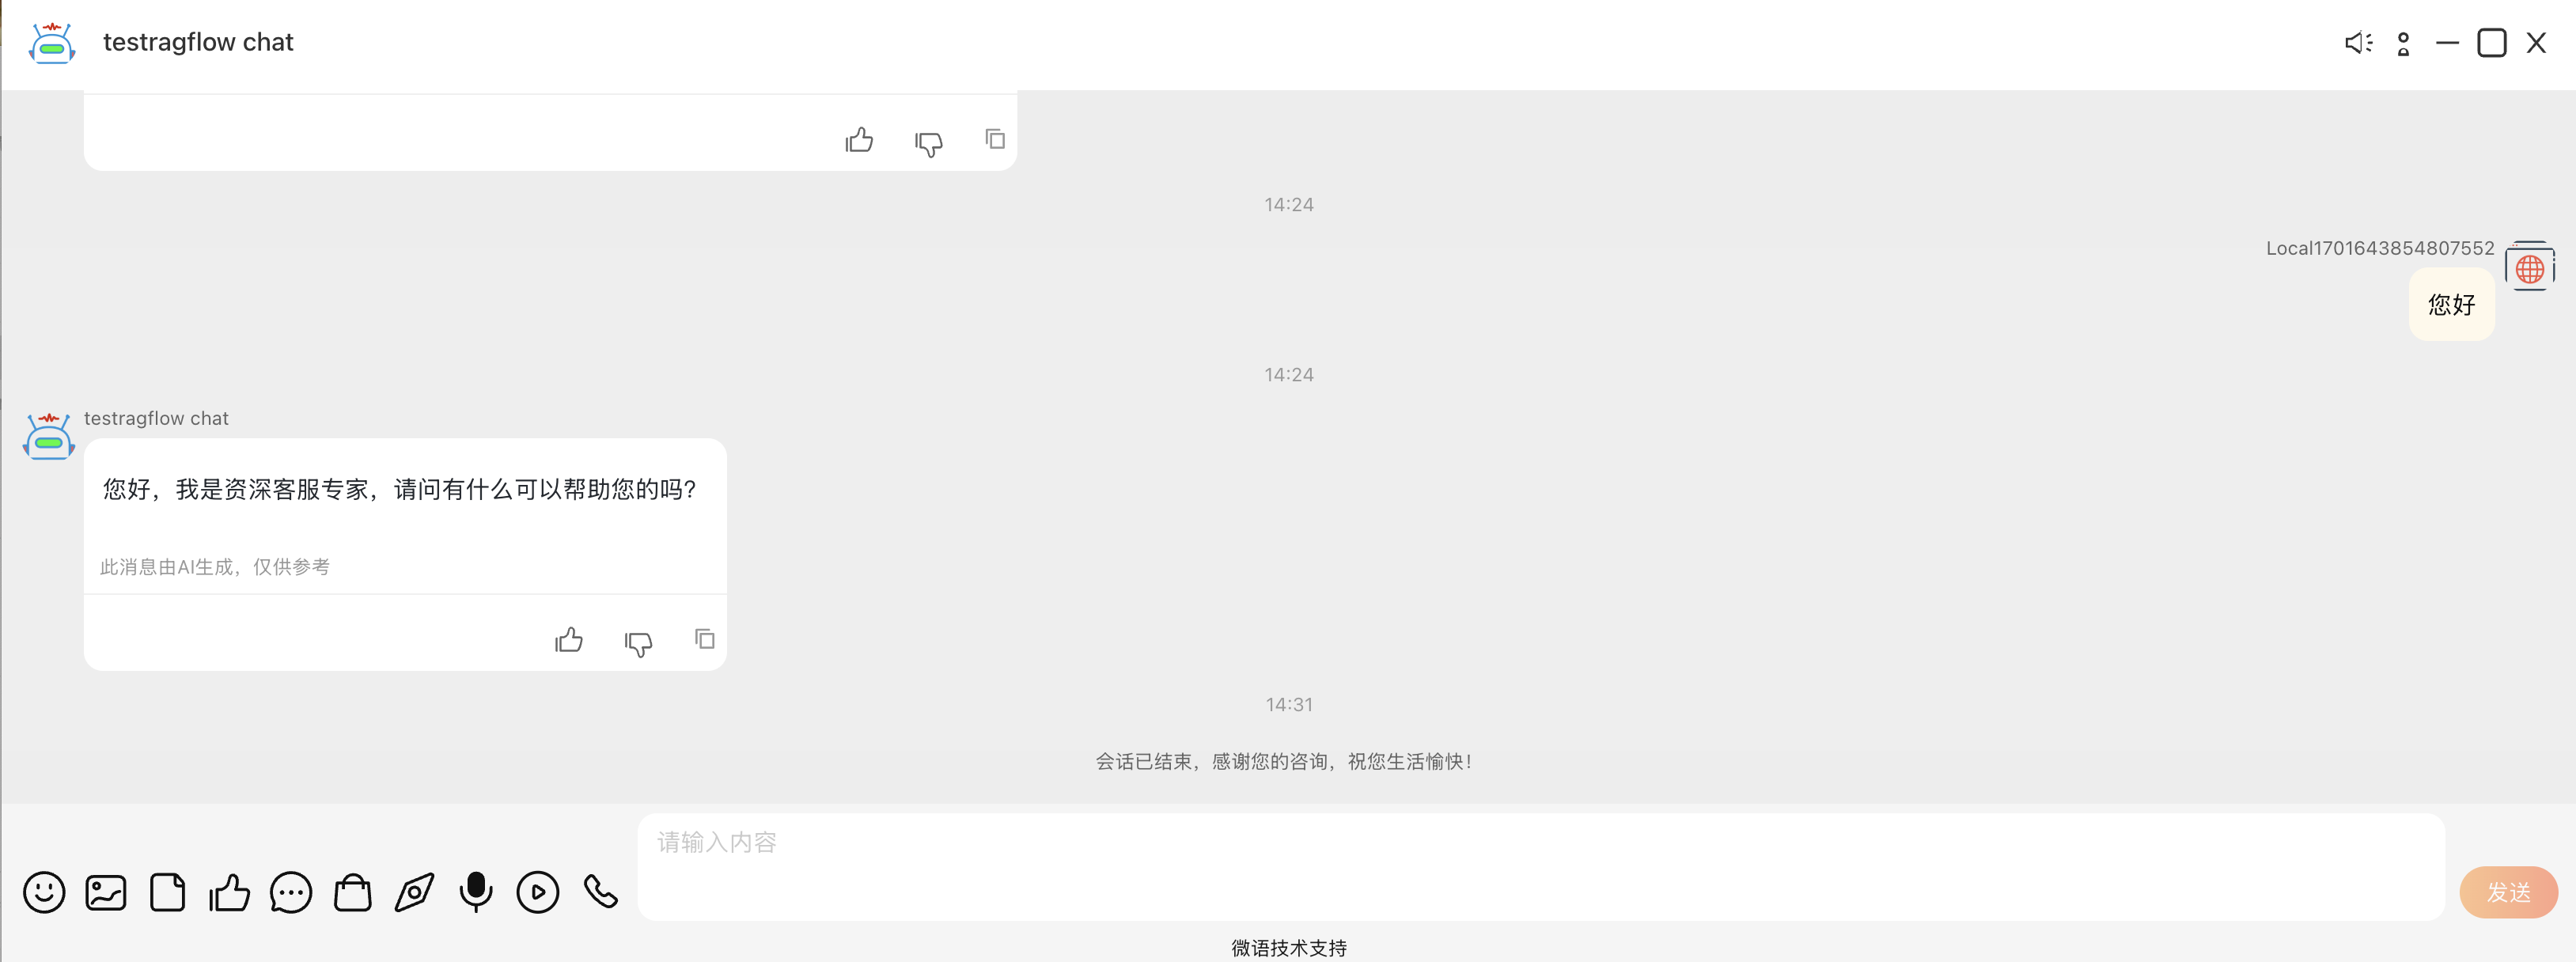 testragflow chat
14:24
Local1701643854807552
您好
14:24
testragflow chat
您好，我是资深客服专家，请问有什么可以帮助您的吗?
此消息由AI生成，仅供参考
14:31
会话已结束，感谢您的咨询，祝您生活愉快!
请输入内容
发送
微语技术支持